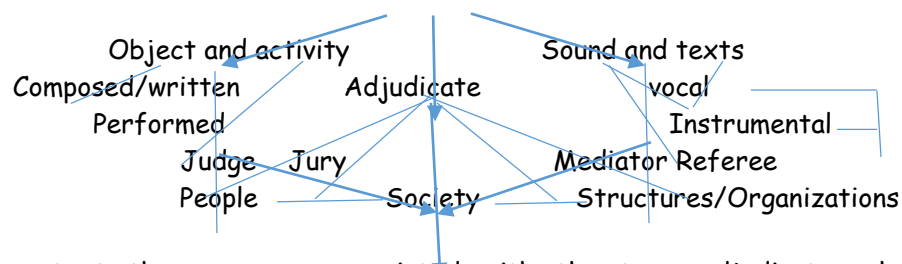 Object and activity Sound and texts
Composed/written Adjudicate vocal
Performed Instrumental
Judge Jury Mediator Referee
People Society Structures/Organizations